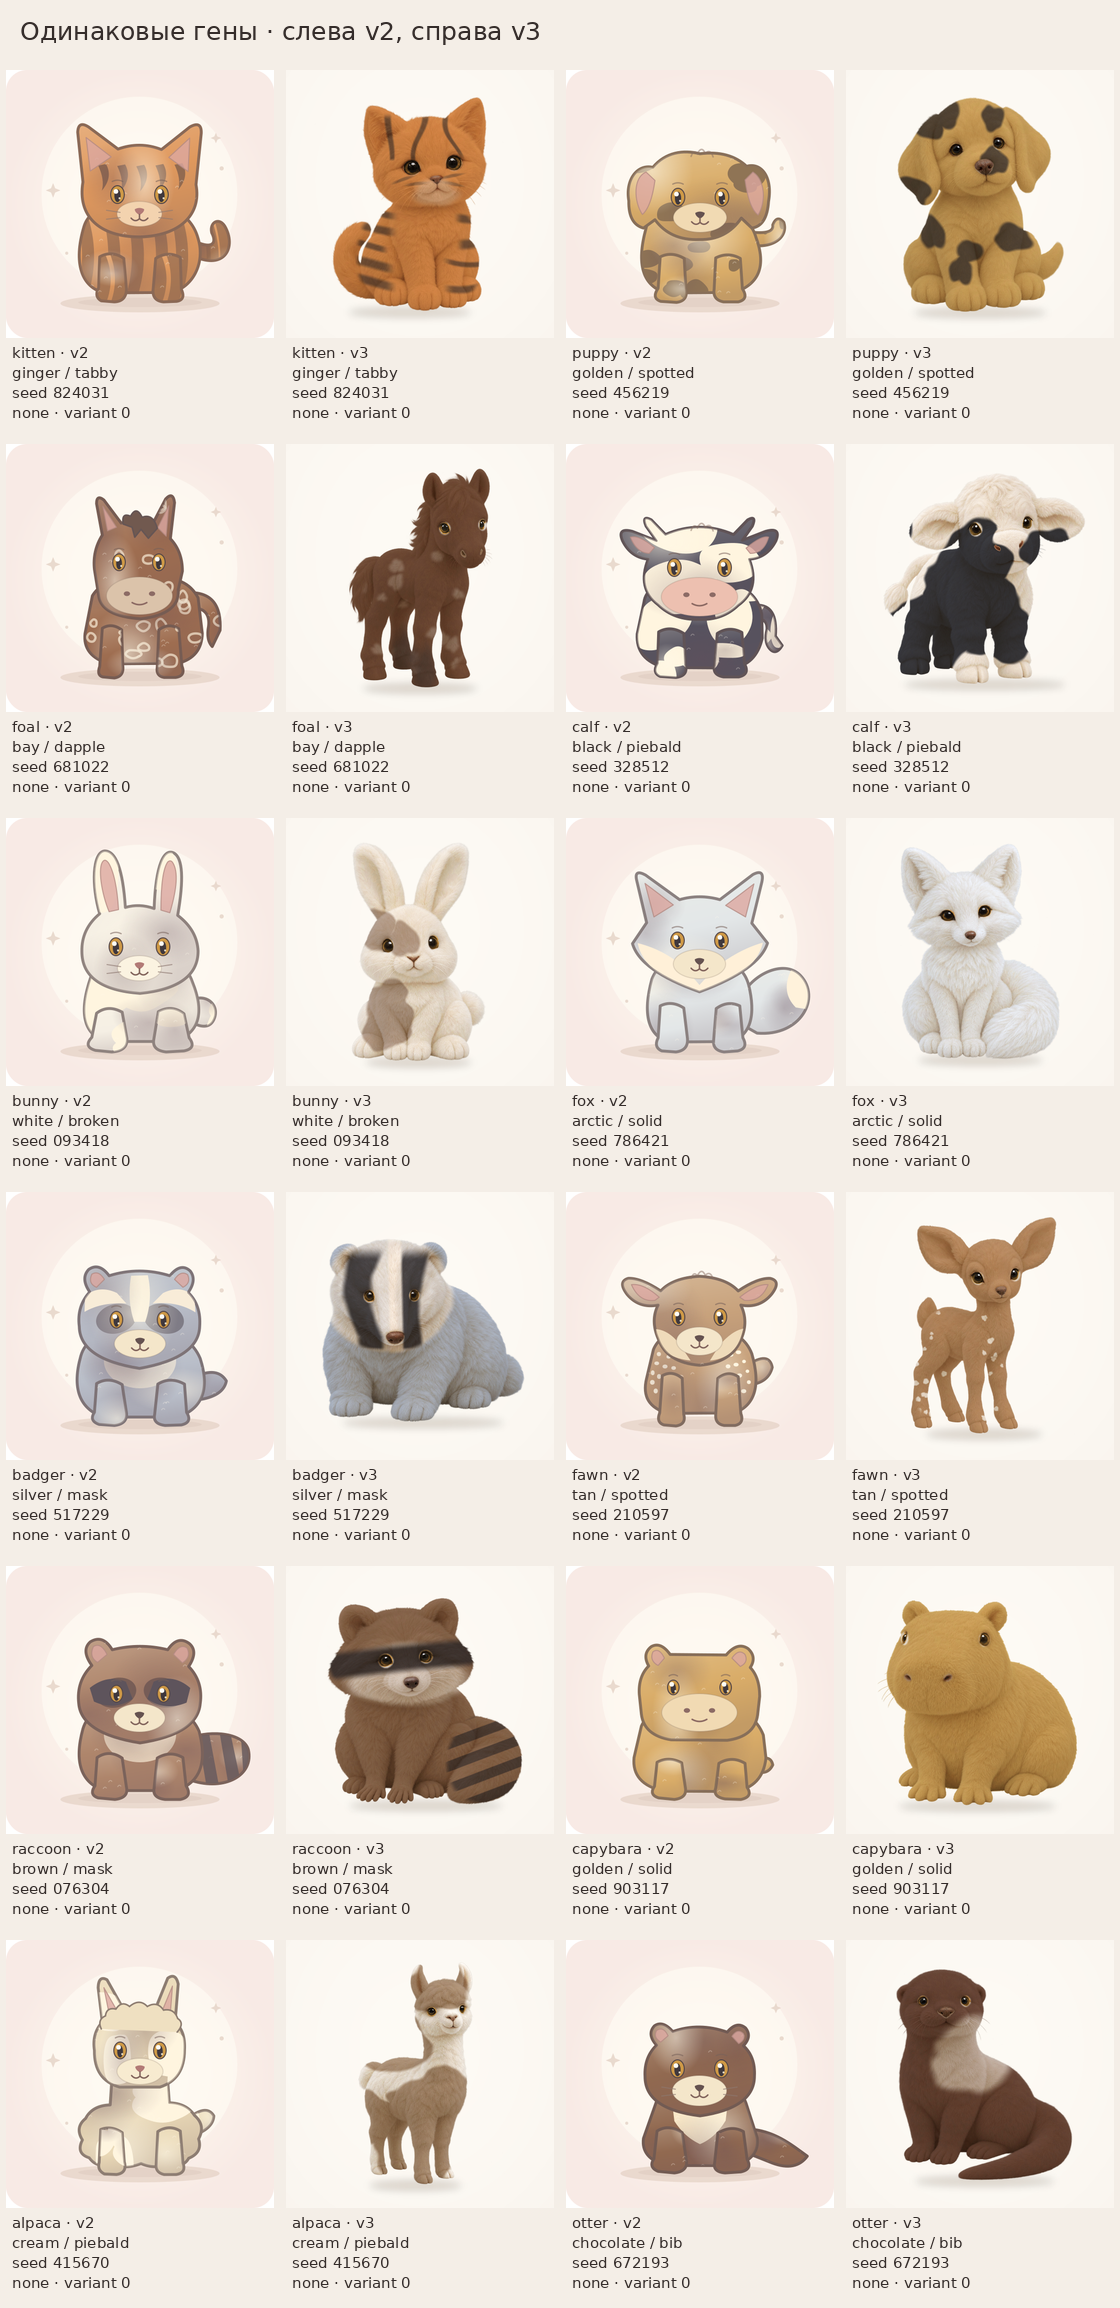 Одинаковые гены · слева v2, справа v3
kitten · v2
ginger / tabby
seed 824031
none · variant 0
kitten · v3
ginger / tabby
seed 824031
none · variant 0
puppy · v2
golden / spotted
seed 456219
none · variant 0
puppy · v3
golden / spotted
seed 456219
none · variant 0
foal · v2
bay / dapple
seed 681022
none · variant 0
foal · v3
bay / dapple
seed 681022
none · variant 0
calf · v2
black / piebald
seed 328512
none · variant 0
calf · v3
black / piebald
seed 328512
none · variant 0
bunny · v2
white / broken
seed 093418
none · variant 0
bunny · v3
white / broken
seed 093418
none · variant 0
fox · v2
arctic / solid
seed 786421
none · variant 0
fox · v3
arctic / solid
seed 786421
none · variant 0
badger · v2
silver / mask
seed 517229
none · variant 0
badger · v3
silver / mask
seed 517229
none · variant 0
fawn · v2
tan / spotted
seed 210597
none · variant 0
fawn · v3
tan / spotted
seed 210597
none · variant 0
raccoon · v2
brown / mask
seed 076304
none · variant 0
raccoon · v3
brown / mask
seed 076304
none · variant 0
capybara · v2
golden / solid
seed 903117
none · variant 0
capybara · v3
golden / solid
seed 903117
none · variant 0
alpaca · v2
cream / piebald
seed 415670
none · variant 0
alpaca · v3
cream / piebald
seed 415670
none · variant 0
otter · v2
chocolate / bib
seed 672193
none · variant 0
otter · v3
chocolate / bib
seed 672193
none · variant 0